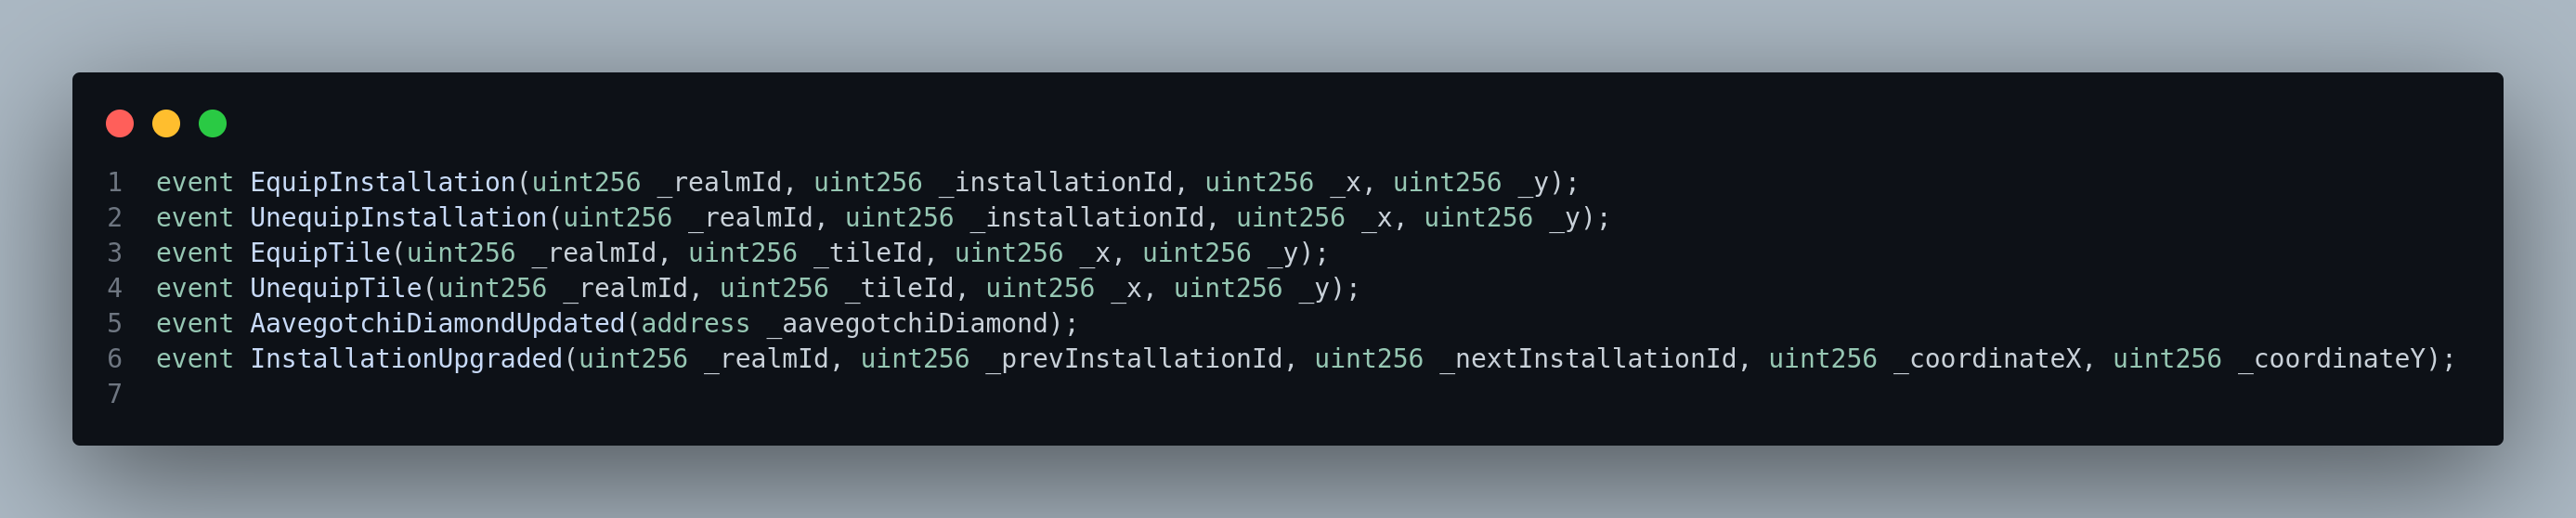 1 event EquipInstallation(uint256 _realmId, uint256 _installationId, uint256 _x, uint256 _y);
2 event UnequipInstallation(uint256 _realmId, uint256 _installationId, uint256 _x, uint256 _y);
3 event EquipTile(uint256 _realmId, uint256 _tileId, uint256 _x, uint256 _y);
4 event UnequipTile(uint256 _realmId, uint256 _tileId, uint256 _x, uint256 _y);
5 event AavegotchiDiamondUpdated(address _aavegotchiDiamond);
6 event InstallationUpgraded(uint256 _realmId, uint256 _prevInstallationId, uint256 _nextInstallationId, uint256 _coordinateX, uint256 _coordinateY);
7